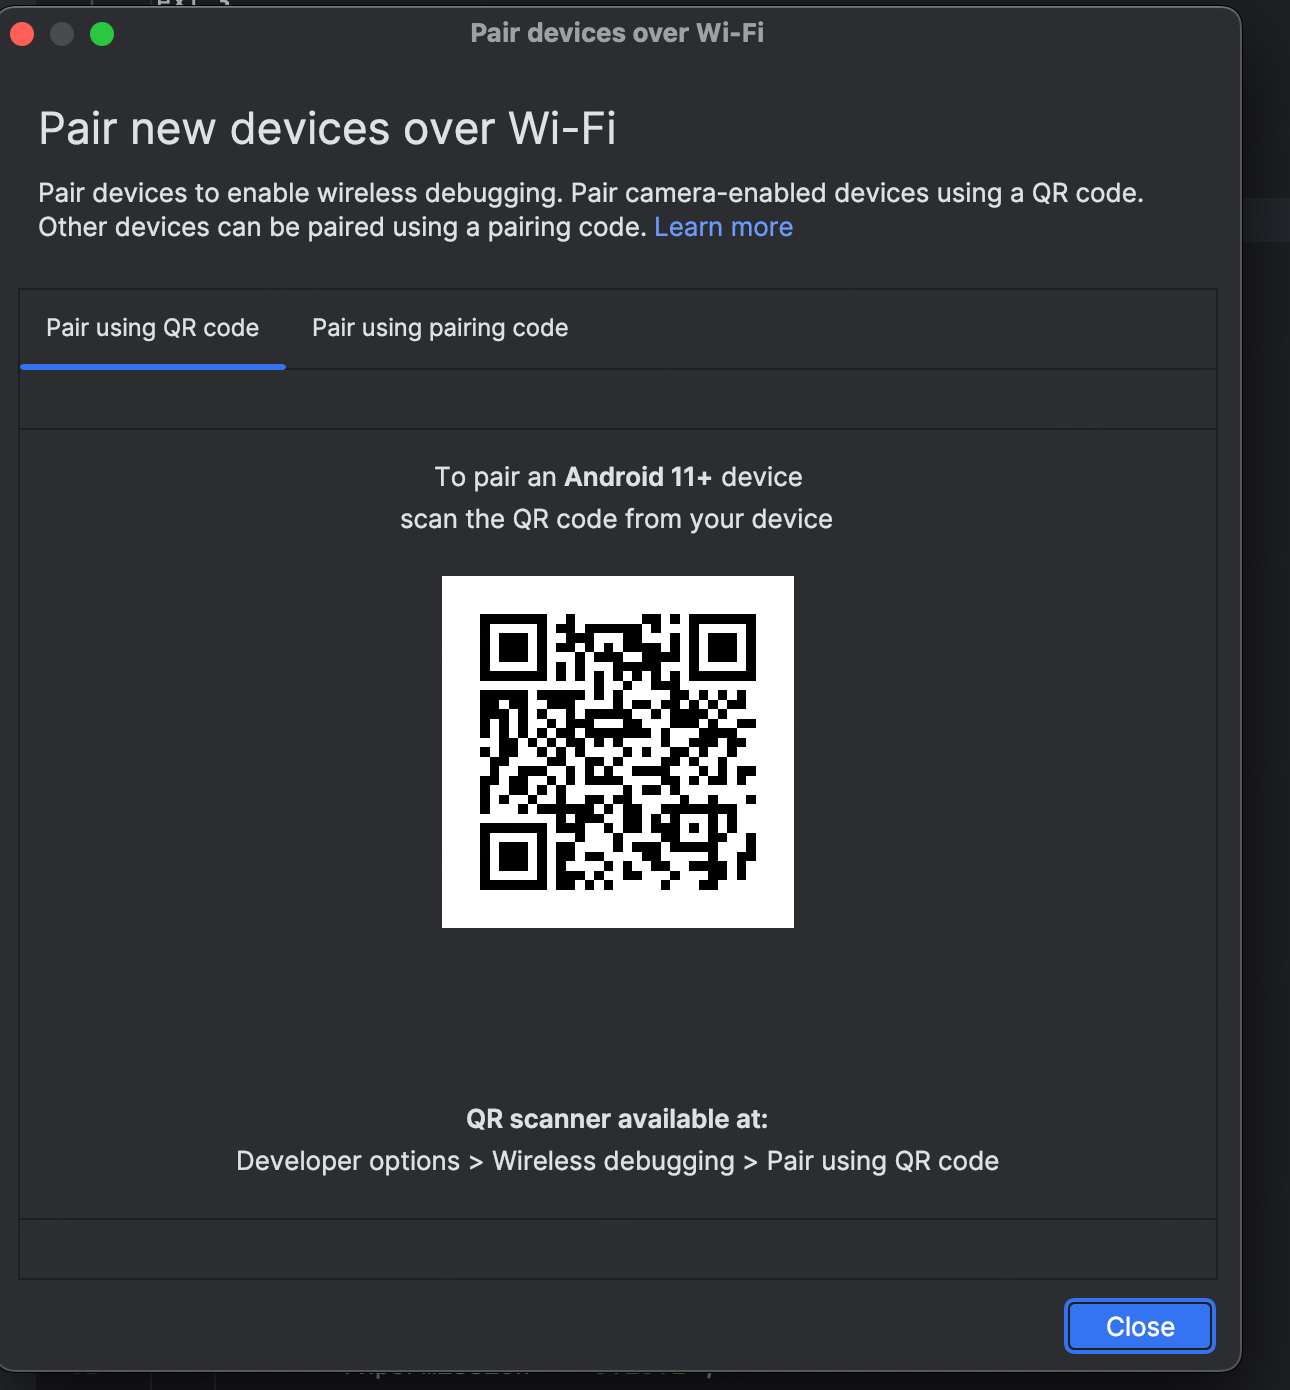 Pair devices over Wi-Fi
Pair new devices over Wi-Fi
Pair devices to enable wireless debugging. Pair camera-enabled devices using a QR code.
Other devices can be paired using a pairing code. Learn more
Pair using QR code
Pair using pairing code
To pair an Android 11+ device
scan the QR code from your device
QR scanner available at:
Developer options > Wireless debugging > Pair using QR code
Close